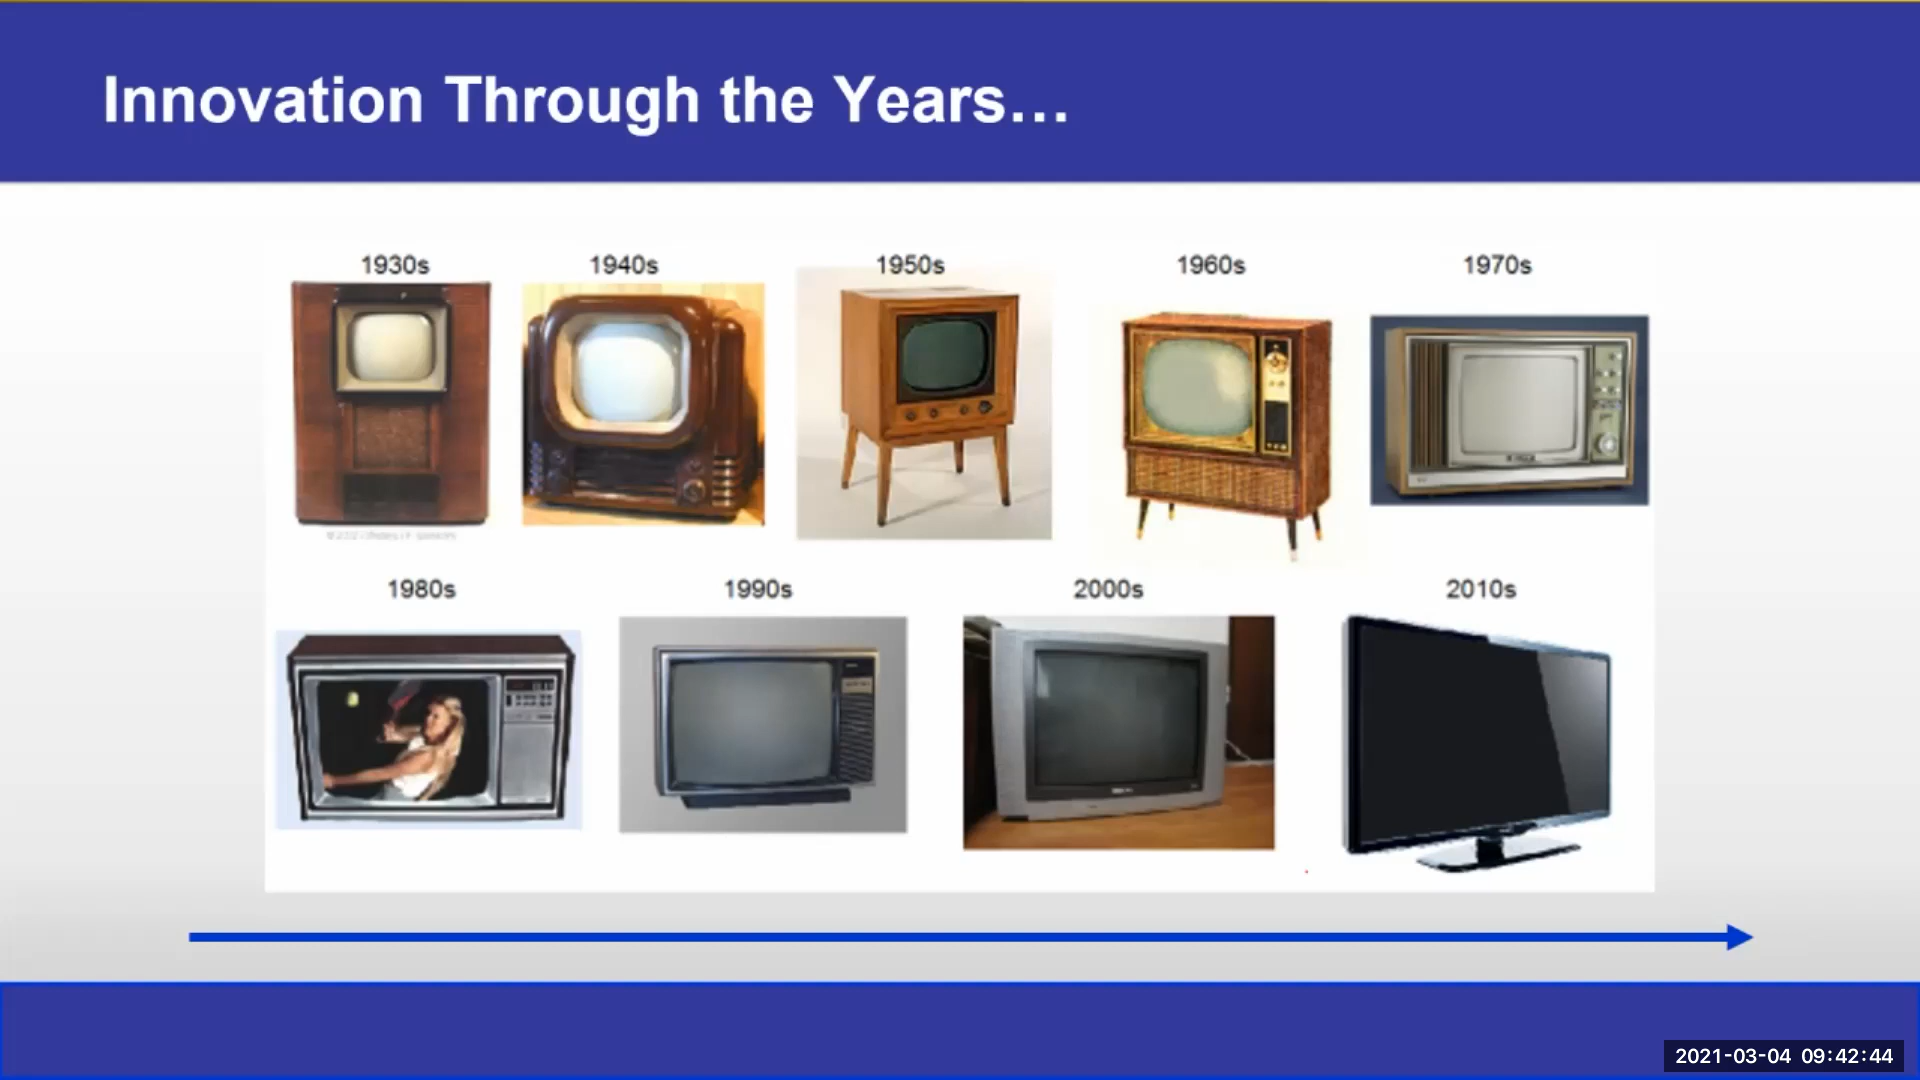 Innovation Through the Years…
1930s 1940s 1950s 1960s 1970s
1980s 1990s 2000s 2010s
2021-03-04 09:42:44